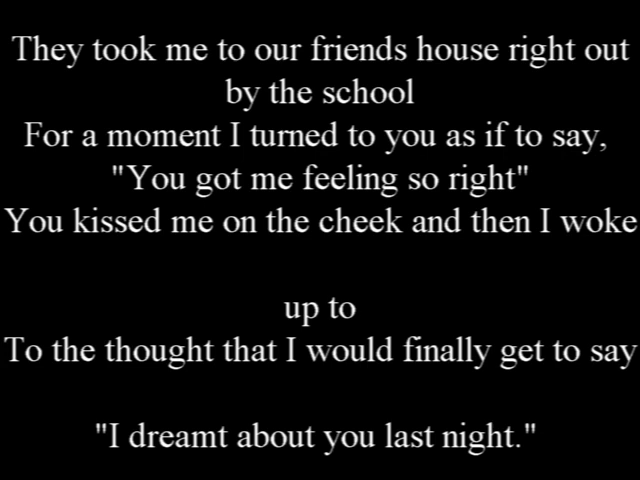 They took me to our friends house right out
by the school
For a moment I turned to you as if to say,
"You got me feeling so right"
You kissed me on the cheek and then I woke
up to
To the thought that I would finally get to say
"I dreamt about you last night."